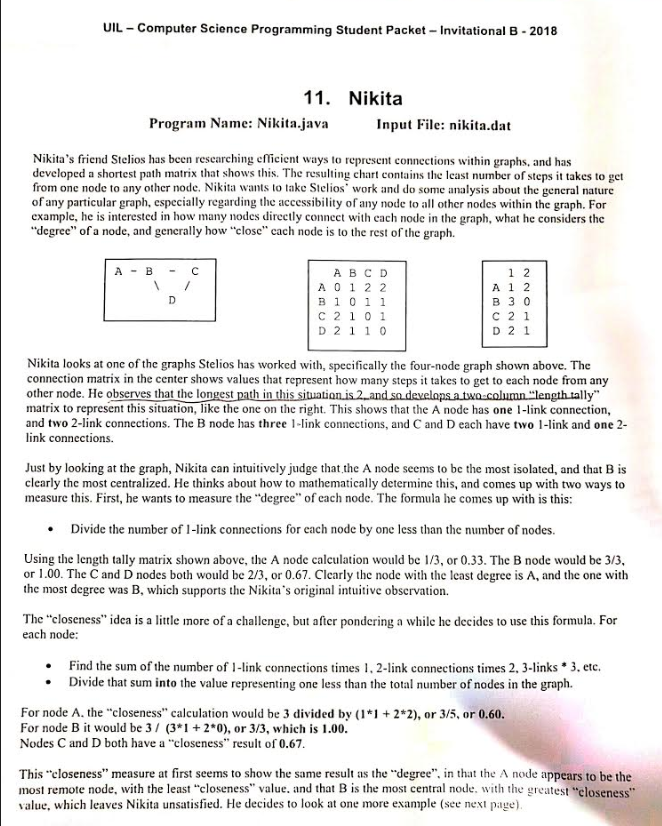 UIL – Computer Science Programming Student Packet – Invitational B - 2018
11. Nikita
Program Name: Nikita.java Input File: nikita.dat
Nikita's friend Stelios has been researching efficient ways to represent connections within graphs, and has
developed a shortest path matrix that shows this. The resulting chart contains the least number of steps it takes to get
from one node to any other node. Nikita wants to take Stelios' work and do some analysis about the general nature
of any particular graph, especially regarding the accessibility of any node to all other nodes within the graph. For
example, he is interested in how many nodes directly connect with each node in the graph, what he considers the
"degree" of a node, and generally how "close" each node is to the rest of the graph.
A - B - C
\ /
D
A B C D
A 0 1 2 2
B 1 0 1 1
C 2 1 0 1
D 2 1 1 0
1 2
A 1 2
B 3 0
C 2 1
D 2 1
Nikita looks at one of the graphs Stelios has worked with, specifically the four-node graph shown above. The
connection matrix in the center shows values that represent how many steps it takes to get to each node from any
other node. He observes that the longest path in this situation is 2, and so develops a two-column "length tally"
matrix to represent this situation, like the one on the right. This shows that the A node has one 1-link connection,
and two 2-link connections. The B node has three 1-link connections, and C and D each have two 1-link and one 2-
link connections.
Just by looking at the graph, Nikita can intuitively judge that the A node seems to be the most isolated, and that B is
clearly the most centralized. He thinks about how to mathematically determine this, and comes up with two ways to
measure this. First, he wants to measure the "degree" of each node. The formula he comes up with is this:
• Divide the number of 1-link connections for each node by one less than the number of nodes.
Using the length tally matrix shown above, the A node calculation would be 1/3, or 0.33. The B node would be 3/3,
or 1.00. The C and D nodes both would be 2/3, or 0.67. Clearly the node with the least degree is A, and the one with
the most degree was B, which supports the Nikita's original intuitive observation.
The "closeness" idea is a little more of a challenge, but after pondering a while he decides to use this formula. For
each node:
• Find the sum of the number of 1-link connections times 1, 2-link connections times 2, 3-links * 3, etc.
• Divide that sum into the value representing one less than the total number of nodes in the graph.
For node A, the "closeness" calculation would be 3 divided by (1*1 + 2*2), or 3/5, or 0.60.
For node B it would be 3 / (3*1 + 2*0), or 3/3, which is 1.00.
Nodes C and D both have a "closeness" result of 0.67.
This "closeness" measure at first seems to show the same result as the "degree", in that the A node appears to be the
most remote node, with the least "closeness" value, and that B is the most central node, with the greatest "closeness"
value, which leaves Nikita unsatisfied. He decides to look at one more example (see next page).